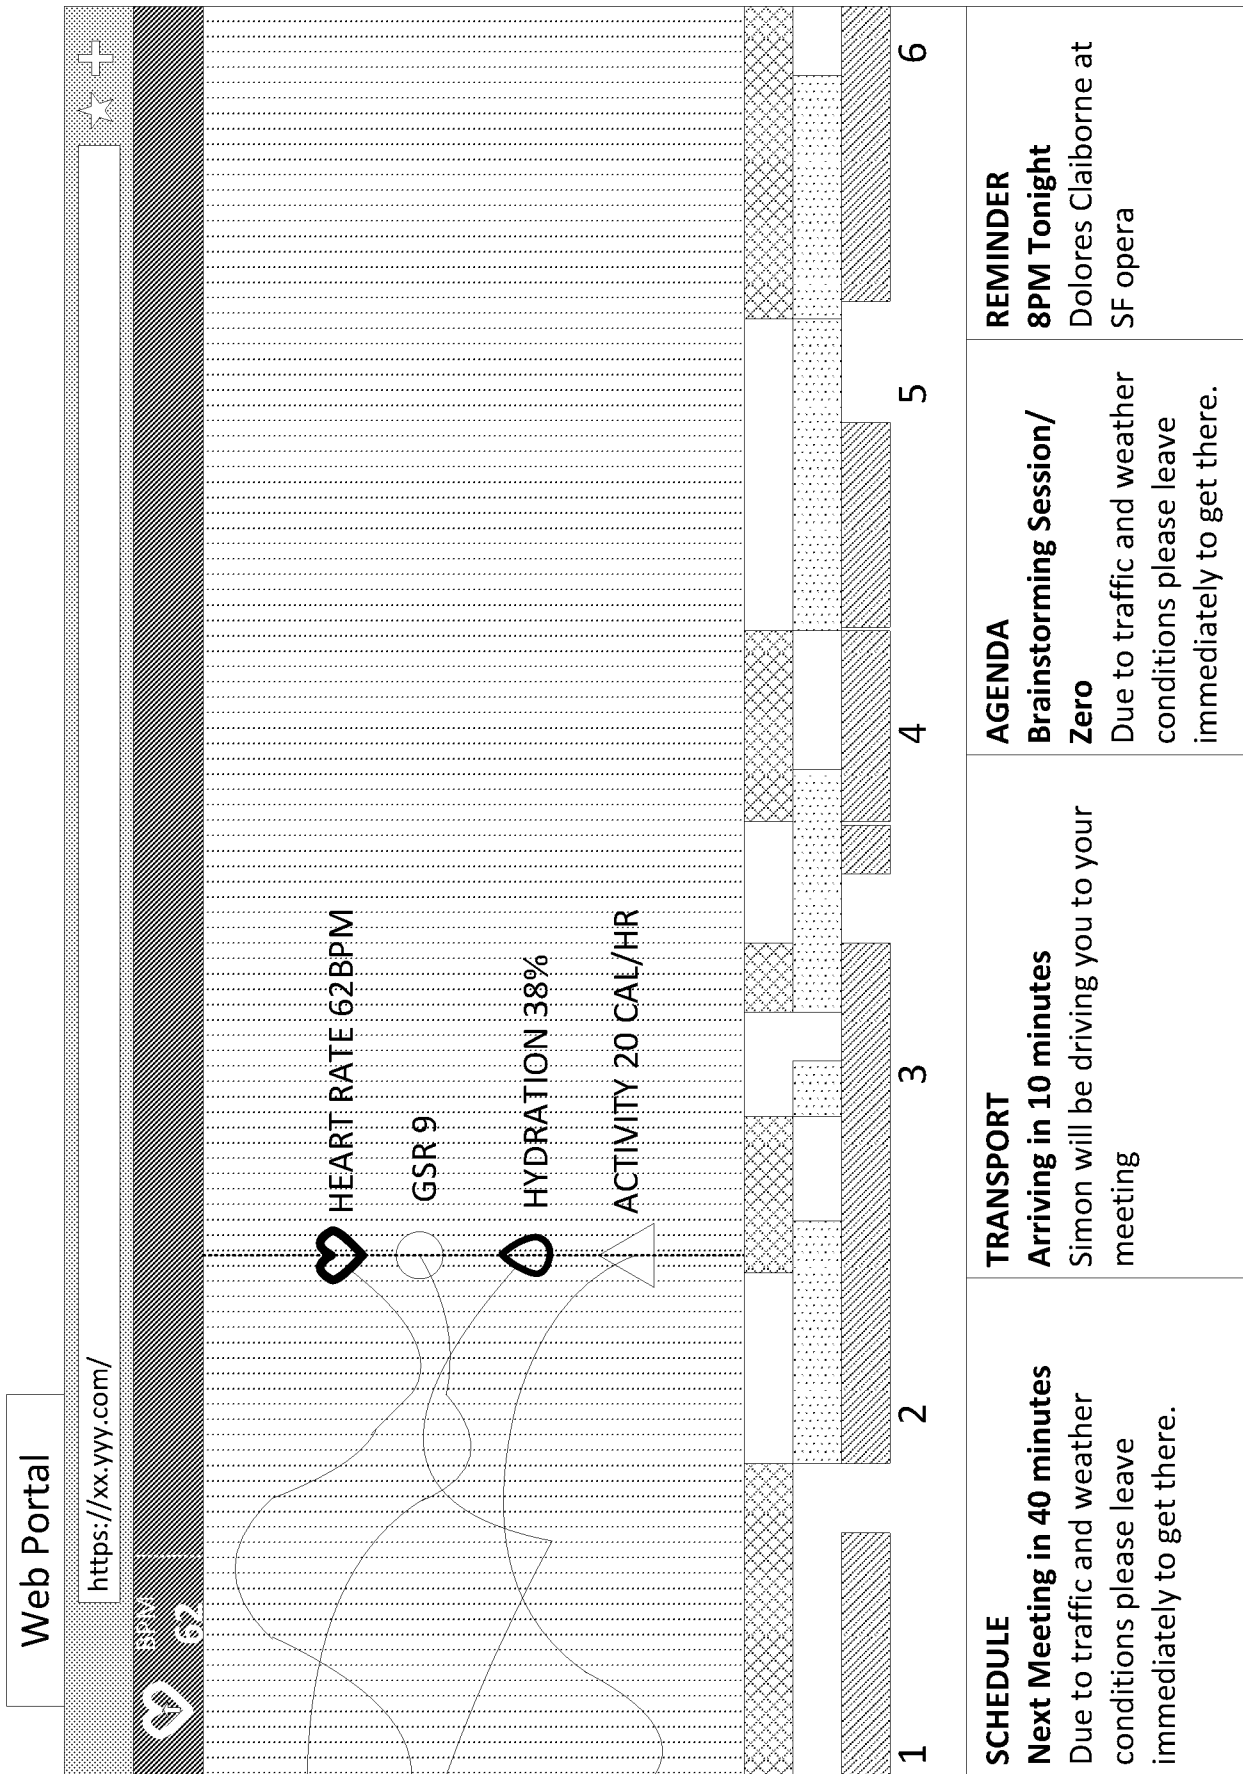 Web Portal
https://xx.yyy.com/
BPM
62
HEART RATE 62BPM
GSR 9
HYDRATION 38%
ACTIVITY 20 CAL/HR
1 2 3 4 5 6
SCHEDULE
Next Meeting in 40 minutes
Due to traffic and weather
conditions please leave
immediately to get there.
TRANSPORT
Arriving in 10 minutes
Simon will be driving you to your
meeting
AGENDA
Brainstorming Session/
Zero
Due to traffic and weather
conditions please leave
immediately to get there.
REMINDER
8PM Tonight
Dolores Claiborne at
SF opera